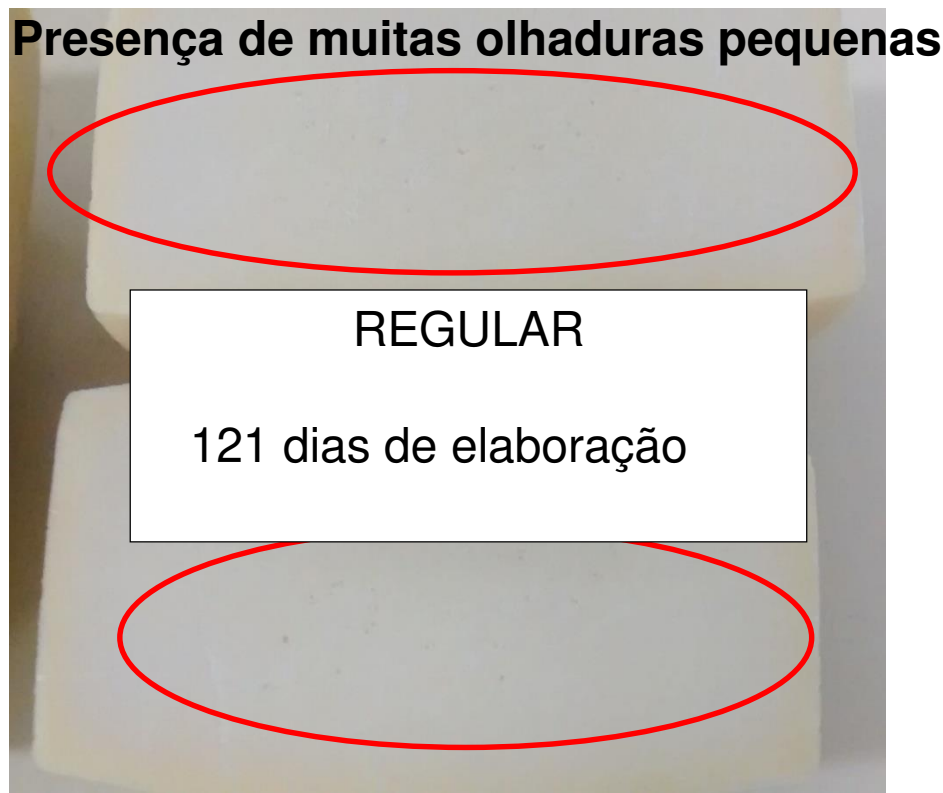 Presença de muitas olhaduras pequenas
REGULAR
121 dias de elaboração